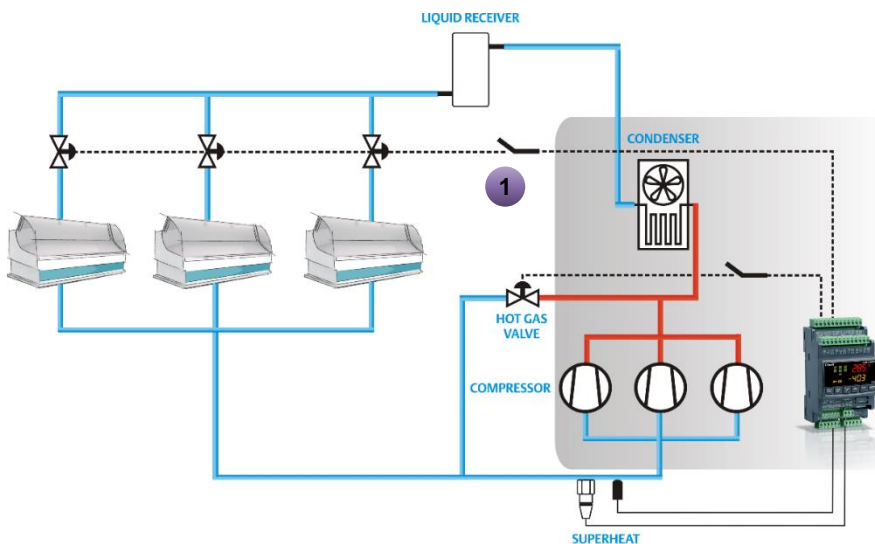 LIQUID RECEIVER
CONDENSER
1
HOT GAS
VALVE
COMPRESSOR
SUPERHEAT